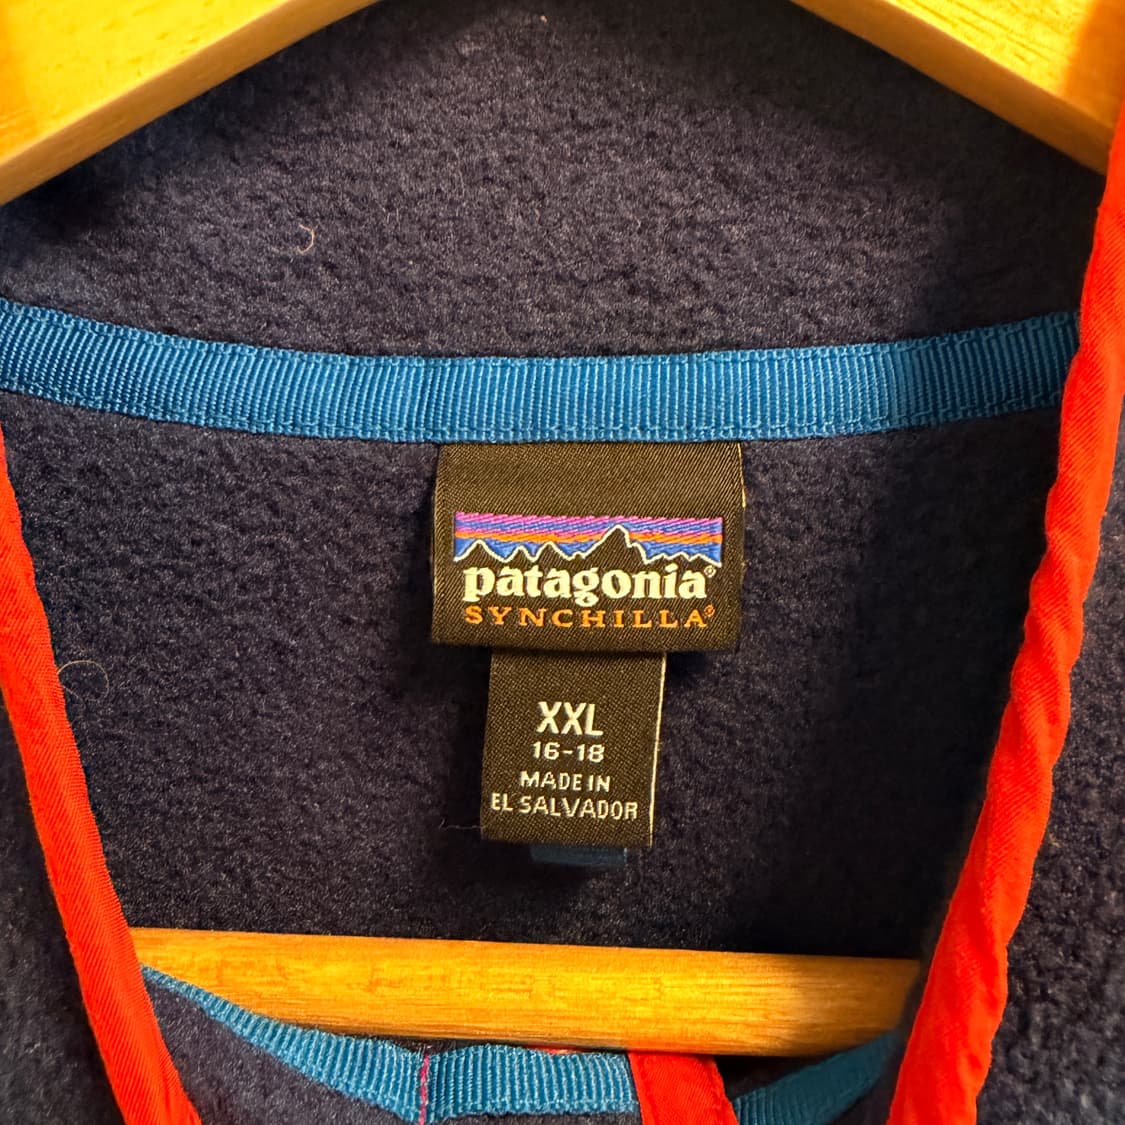 patagonia®
SYNCHILLA®
XXL
16-18
MADE IN
EL SALVADOR